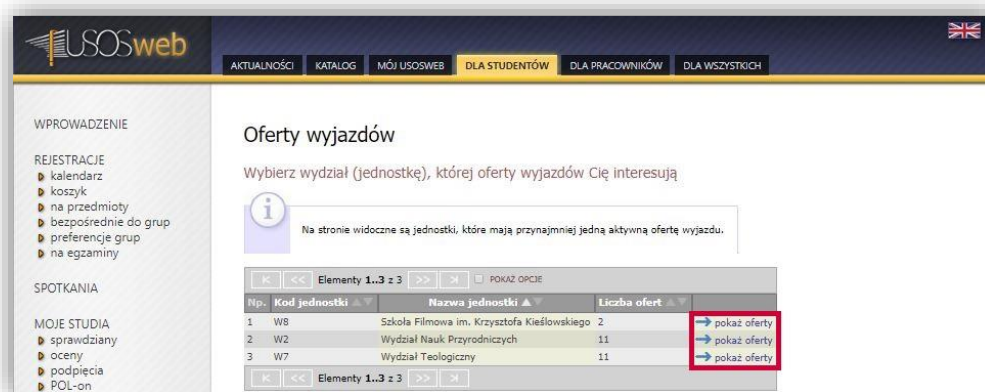 USOSweb
AKTUALNOŚCI KATALOG MÓJ USOSWEB DLA STUDENTÓW DLA PRACOWNIKÓW DLA WSZYSTKICH
WPROWADZENIE
REJESTRACJE
kalendarz
koszyk
na przedmioty
bezpośrednie do grup
preferencje grup
na egzaminy
SPOTKANIA
MOJE STUDIA
sprawdziany
oceny
podpięcia
POL-on
Oferty wyjazdów
Wybierz wydział (jednostkę), której oferty wyjazdów Cię interesują
i
Na stronie widoczne są jednostki, które mają przynajmniej jedną aktywną ofertę wyjazdu.
K << Elementy 1..3 z 3 >> >| POKAŻ OPCJE
Np. Kod jednostki Nazwa jednostki Liczba ofert
1 W8 Szkoła Filmowa im. Krzysztofa Kieślowskiego 2 pokaż oferty
2 W2 Wydział Nauk Przyrodniczych 11 pokaż oferty
3 W7 Wydział Teologiczny 11 pokaż oferty
K << Elementy 1..3 z 3 >> >|